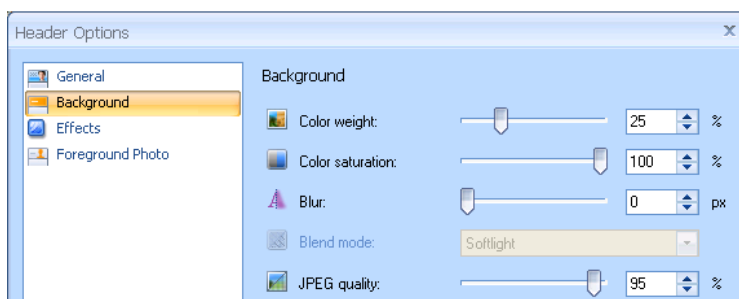 Header Options x
General
Background
Effects
Foreground Photo
Background
Color weight: 25 %
Color saturation: 100 %
Blur: 0 px
Blend mode: Softlight
JPEG quality: 95 %